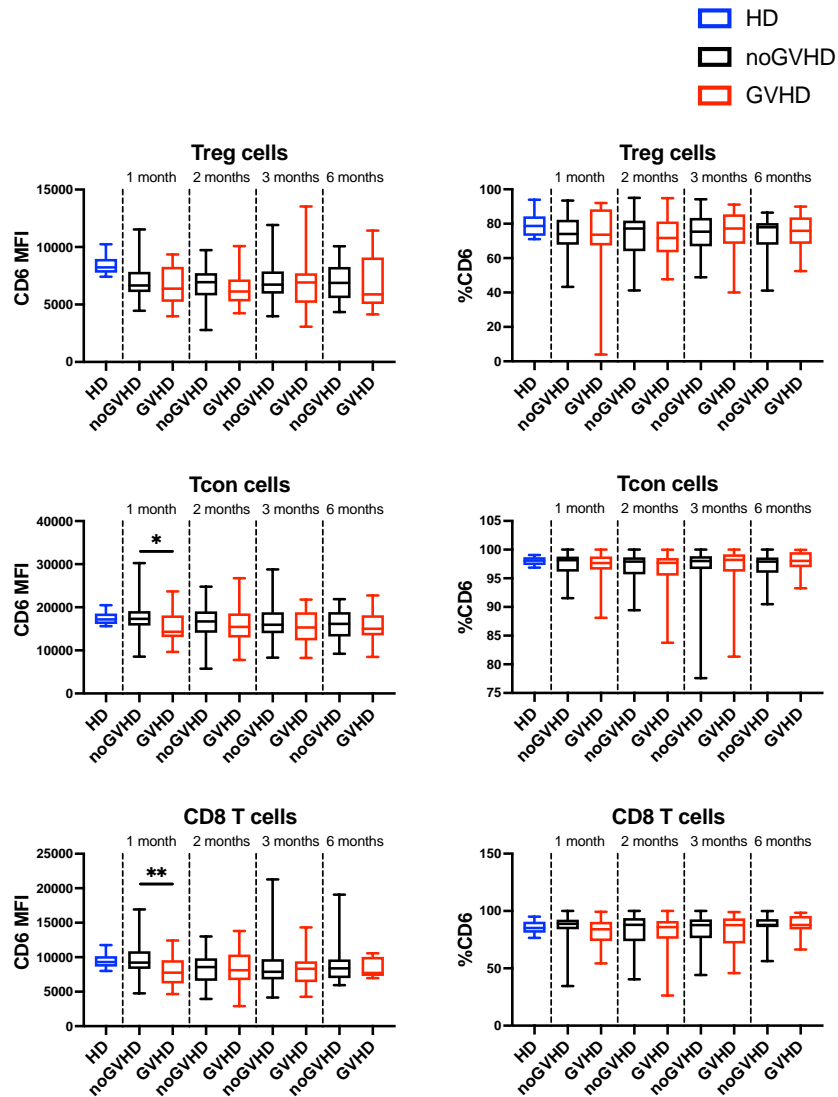 HD
noGVHD
GVHD
Treg cells
1 month 2 months 3 months 6 months
CD6 MFI
15000
10000
5000
0
HD noGVHD GVHD noGVHD GVHD noGVHD GVHD noGVHD GVHD
Treg cells
1 month 2 months 3 months 6 months
%CD6
100
80
60
40
20
0
HD noGVHD GVHD noGVHD GVHD noGVHD GVHD noGVHD GVHD
Tcon cells
1 month 2 months 3 months 6 months
*
CD6 MFI
40000
30000
20000
10000
0
HD noGVHD GVHD noGVHD GVHD noGVHD GVHD noGVHD GVHD
Tcon cells
1 month 2 months 3 months 6 months
%CD6
105
100
95
90
85
80
75
HD noGVHD GVHD noGVHD GVHD noGVHD GVHD noGVHD GVHD
CD8 T cells
1 month 2 months 3 months 6 months
**
CD6 MFI
25000
20000
15000
10000
5000
0
HD noGVHD GVHD noGVHD GVHD noGVHD GVHD noGVHD GVHD
CD8 T cells
1 month 2 months 3 months 6 months
%CD6
150
100
50
0
HD noGVHD GVHD noGVHD GVHD noGVHD GVHD noGVHD GVHD